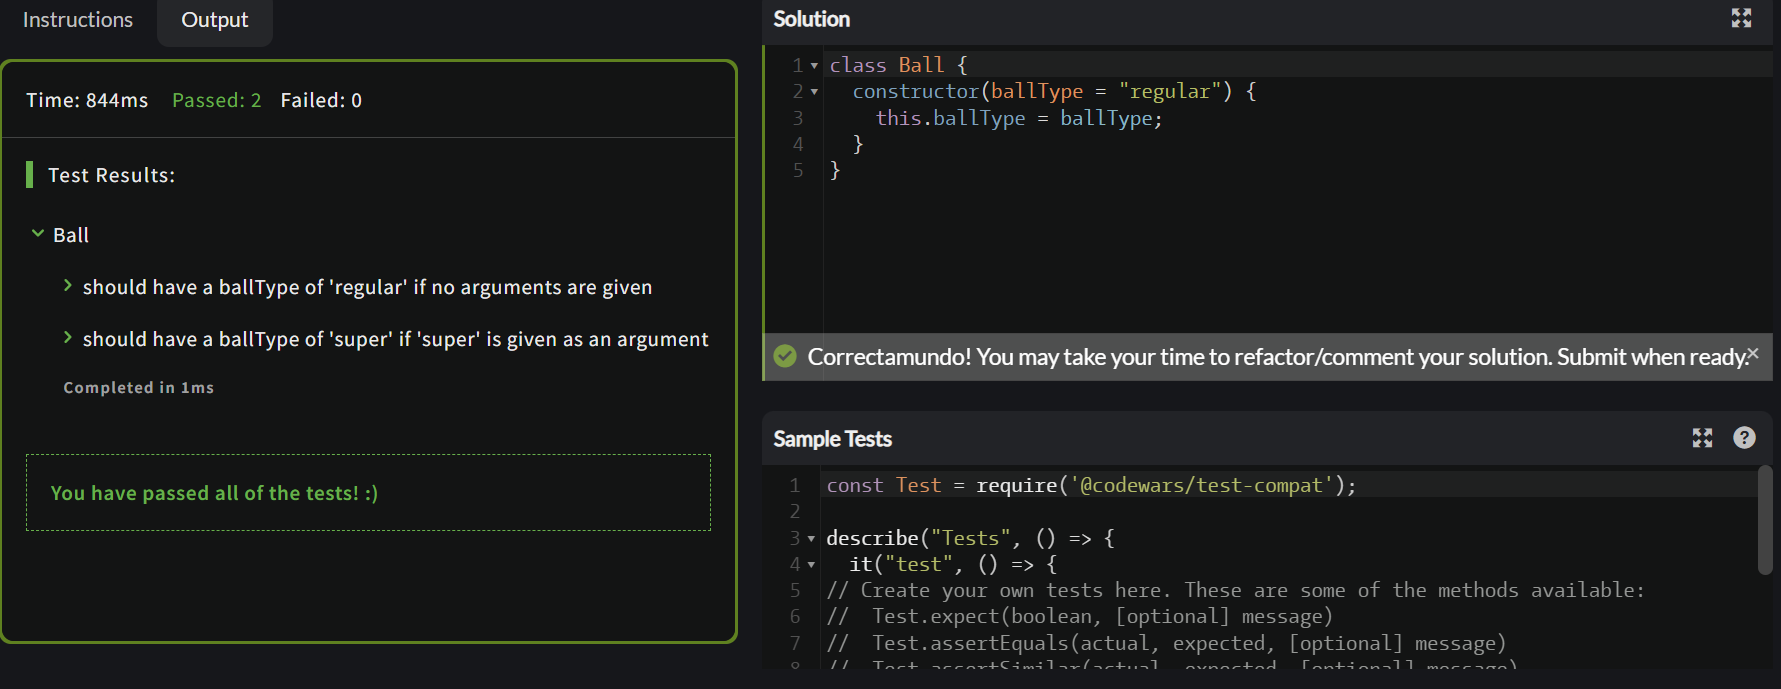 Instructions
Output
Time: 844ms Passed: 2 Failed: 0
Test Results:
Ball
should have a ballType of 'regular' if no arguments are given
should have a ballType of 'super' if 'super' is given as an argument
Completed in 1ms
You have passed all of the tests! :)
Solution
1 class Ball {
2 constructor(ballType = "regular") {
3 this.ballType = ballType;
4 }
5 }
Correctamundo! You may take your time to refactor/comment your solution. Submit when ready.
Sample Tests
1 const Test = require('@codewars/test-compat');
2
3 describe("Tests", () => {
4 it("test", () => {
5 // Create your own tests here. These are some of the methods available:
6 // Test.expect(boolean, [optional] message)
7 // Test.assertEquals(actual, expected, [optional] message)
8 // Test.assertSimilar(actual, expected, [optional] message)